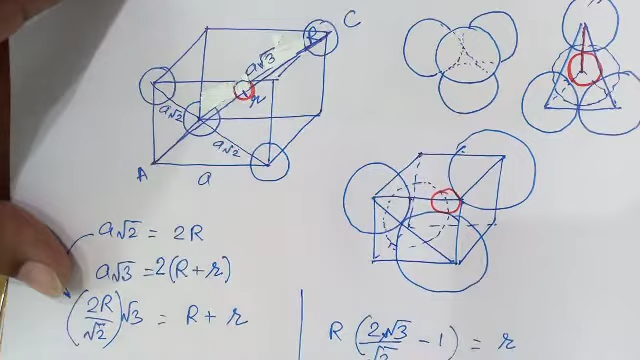 C
R
a√3
r
a√2
a√2
A
a
a√2 = 2R
a√3 = 2(R + r)
(2R/√2)√3 = R + r
R(2√3/√2 - 1) = r